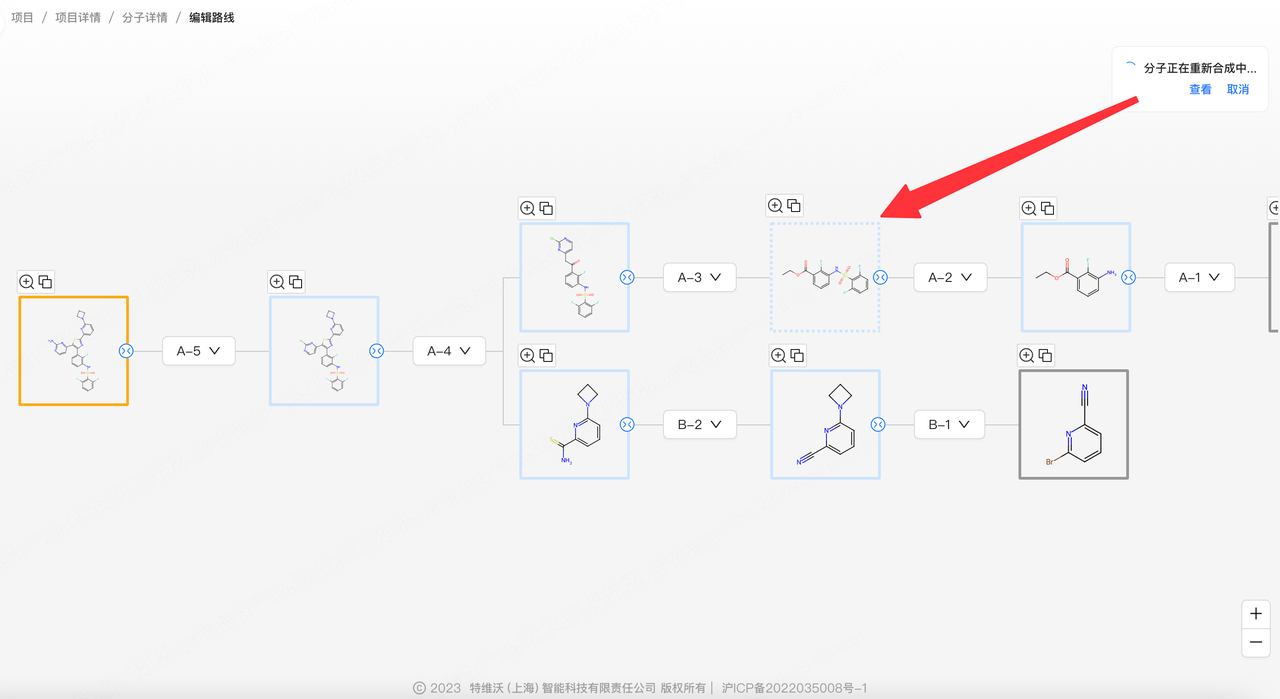 项目 / 项目详情 / 分子详情 / 编辑路线
分子正在重新合成中...
查看 取消
A-3
A-2
A-1
A-5
A-4
B-2
B-1
NH₂
N
N
NH₂
N
N
N
N
N
Br
© 2023 特维沃(上海)智能科技有限责任公司 版权所有 | 沪ICP备2022035008号-1